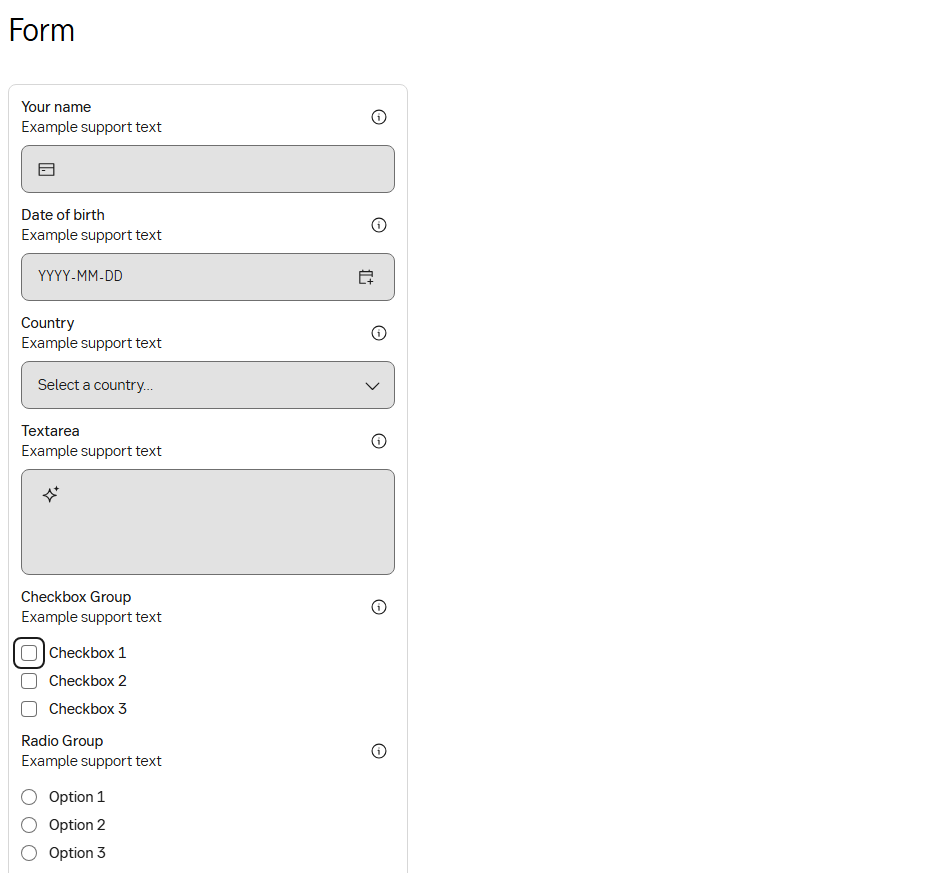 Form
Your name
Example support text
Date of birth
Example support text
YYYY-MM-DD
Country
Example support text
Select a country...
Textarea
Example support text
Checkbox Group
Example support text
Checkbox 1
Checkbox 2
Checkbox 3
Radio Group
Example support text
Option 1
Option 2
Option 3